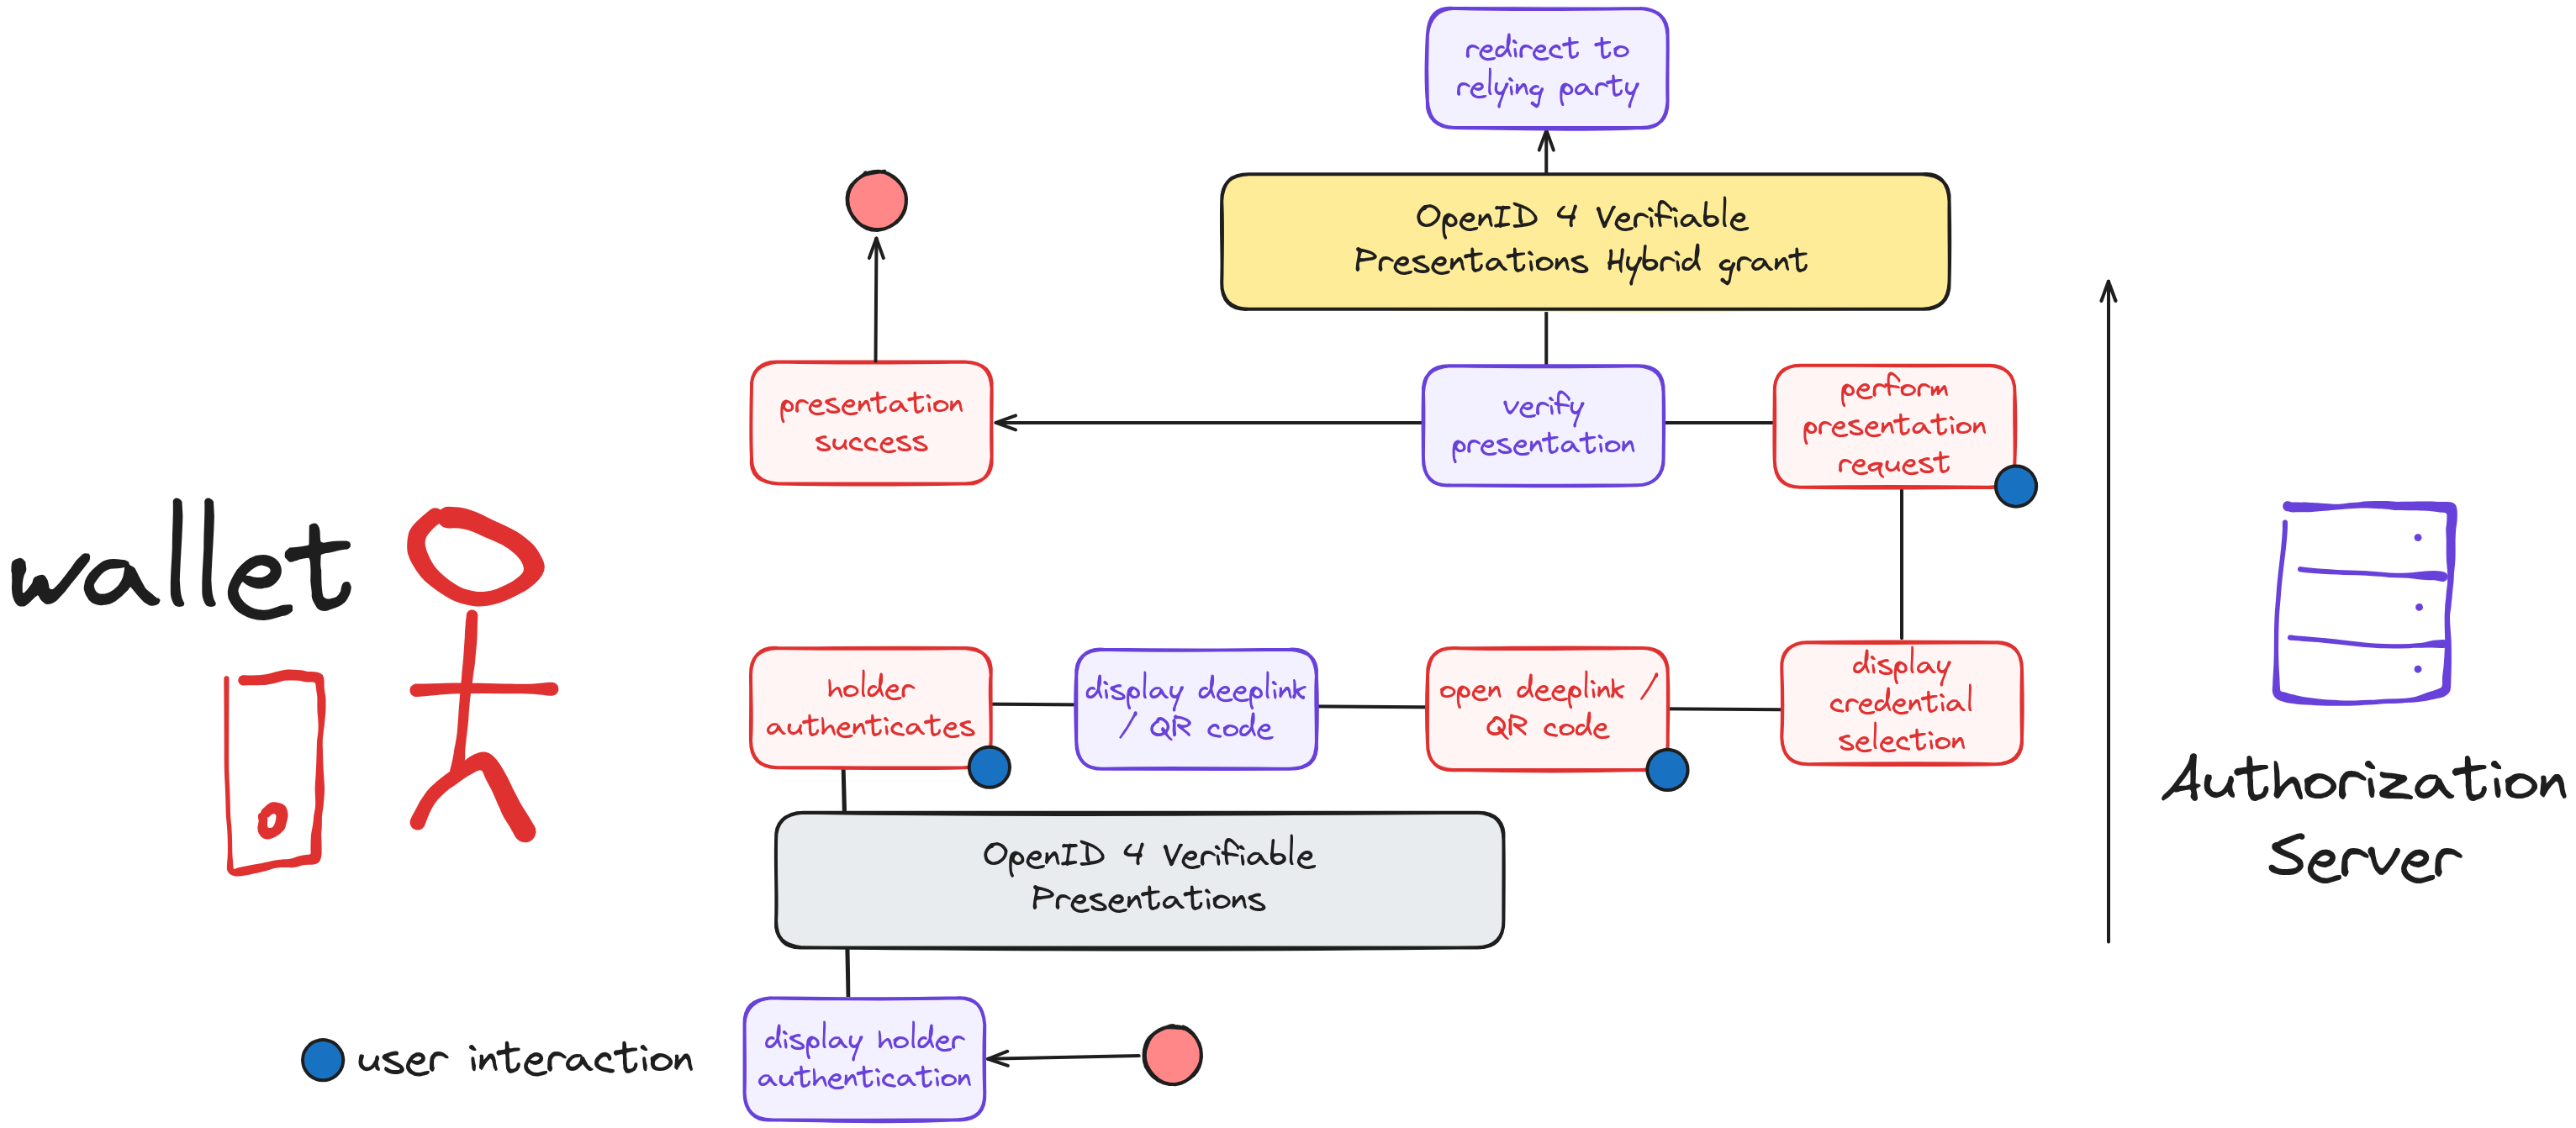 redirect to
relying party
OpenID 4 Verifiable
Presentations Hybrid grant
presentation
success
verify
presentation
perform
presentation
request
wallet
holder
authenticates
display deeplink
/ QR code
open deeplink /
QR code
display
credential
selection
Authorization
Server
OpenID 4 Verifiable
Presentations
display holder
authentication
user interaction